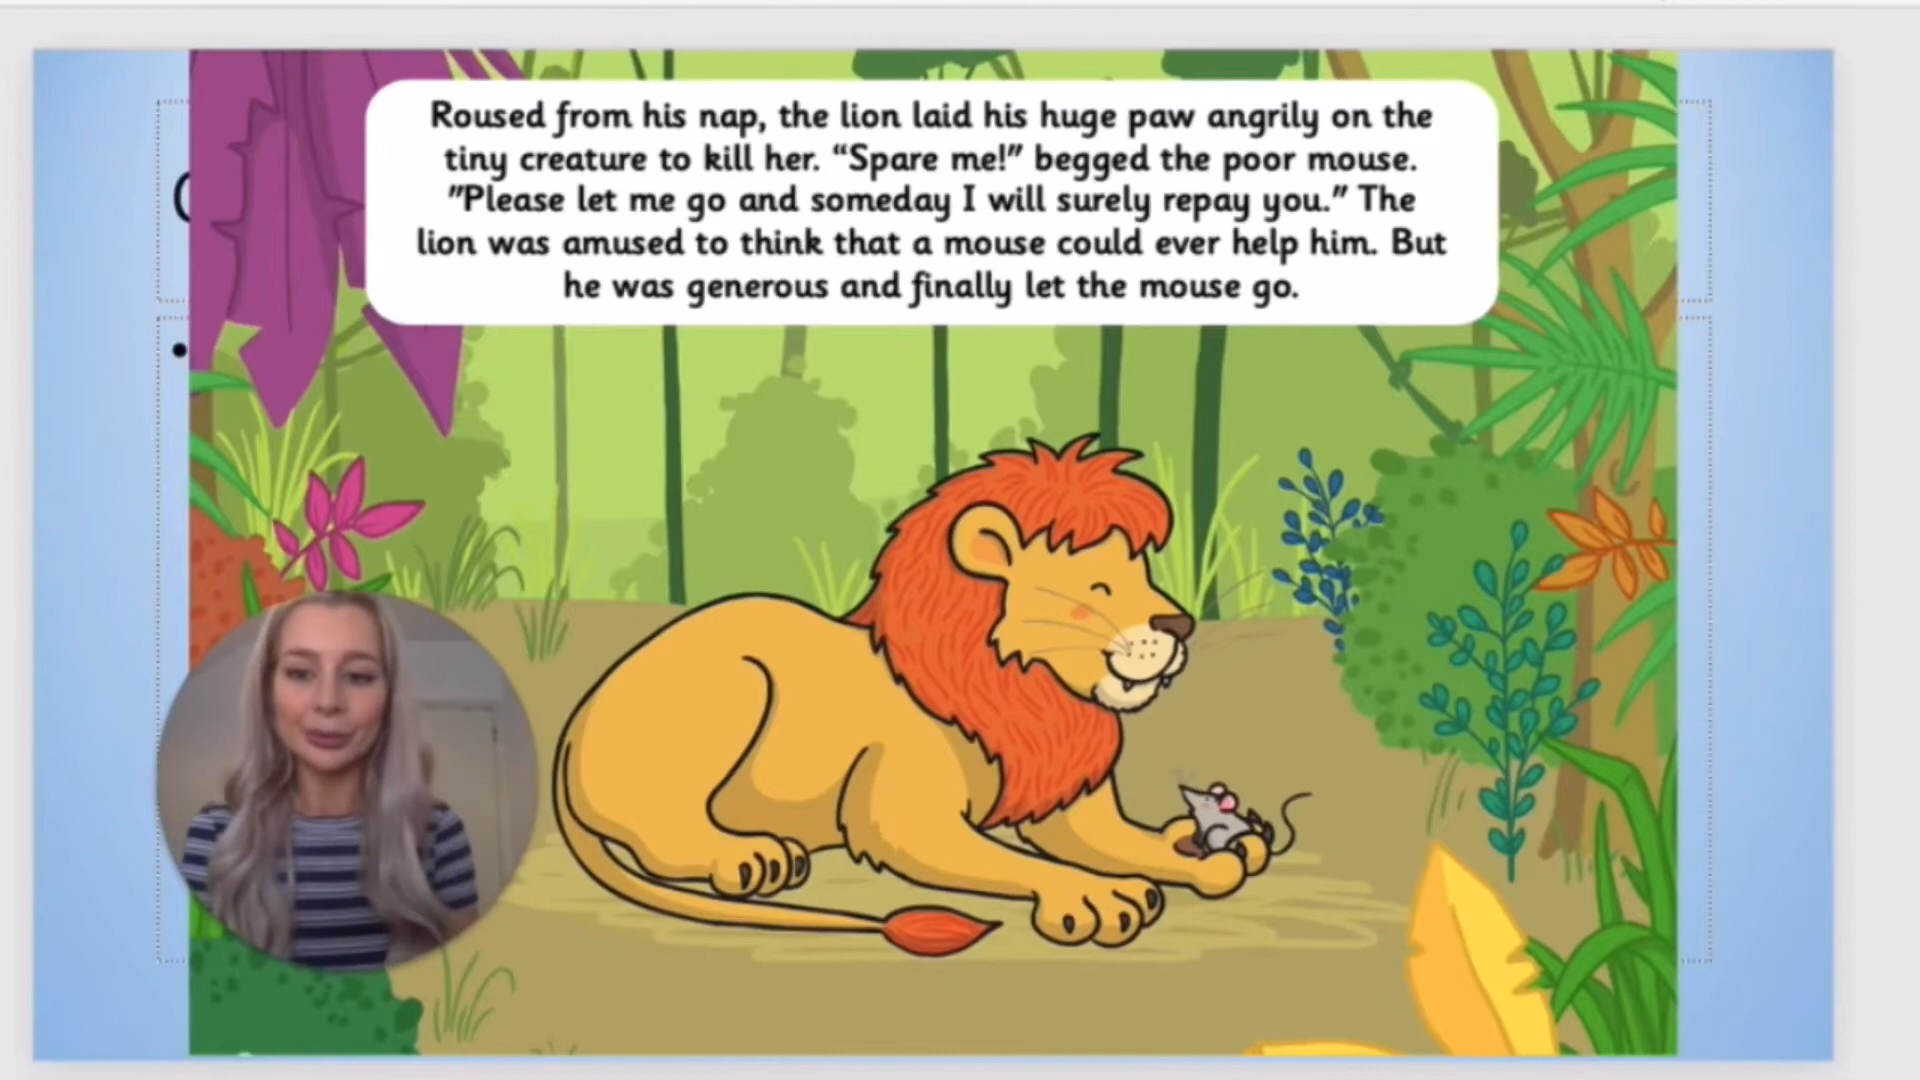 Roused from his nap, the lion laid his huge paw angrily on the
tiny creature to kill her. “Spare me!” begged the poor mouse.
"Please let me go and someday I will surely repay you." The
lion was amused to think that a mouse could ever help him. But
he was generous and finally let the mouse go.